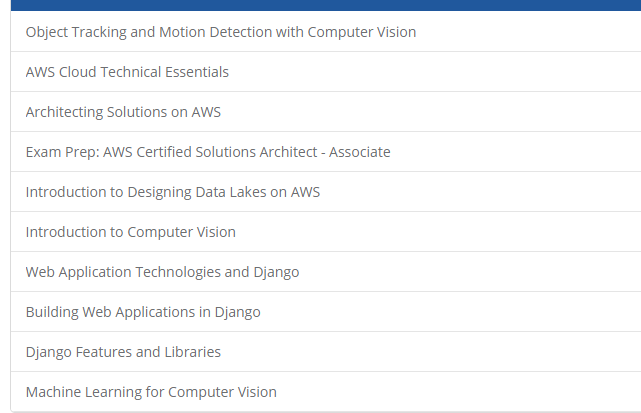 Object Tracking and Motion Detection with Computer Vision
AWS Cloud Technical Essentials
Architecting Solutions on AWS
Exam Prep: AWS Certified Solutions Architect - Associate
Introduction to Designing Data Lakes on AWS
Introduction to Computer Vision
Web Application Technologies and Django
Building Web Applications in Django
Django Features and Libraries
Machine Learning for Computer Vision